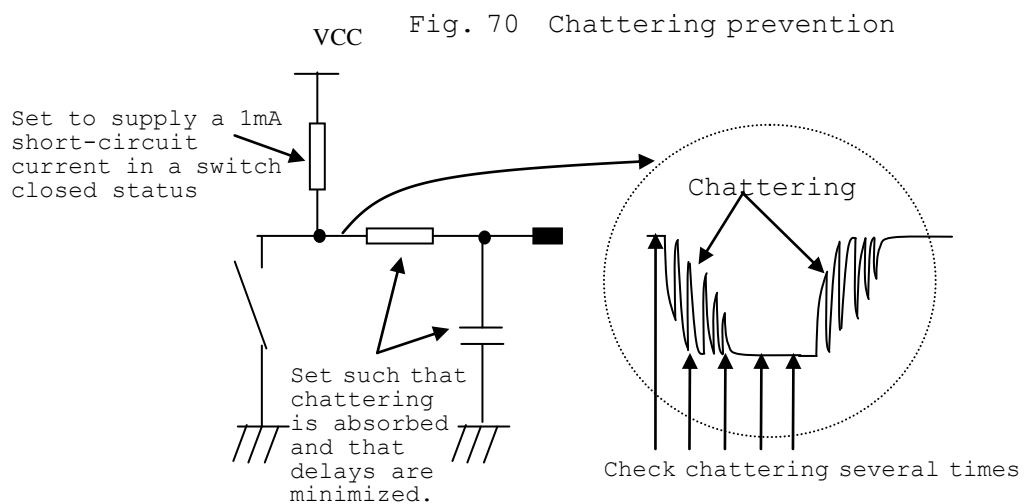 Fig. 70 Chattering prevention
VCC
Set to supply a 1mA
short-circuit
current in a switch
closed status
Chattering
Set such that
chattering
is absorbed
and that
delays are
minimized.
Check chattering several times